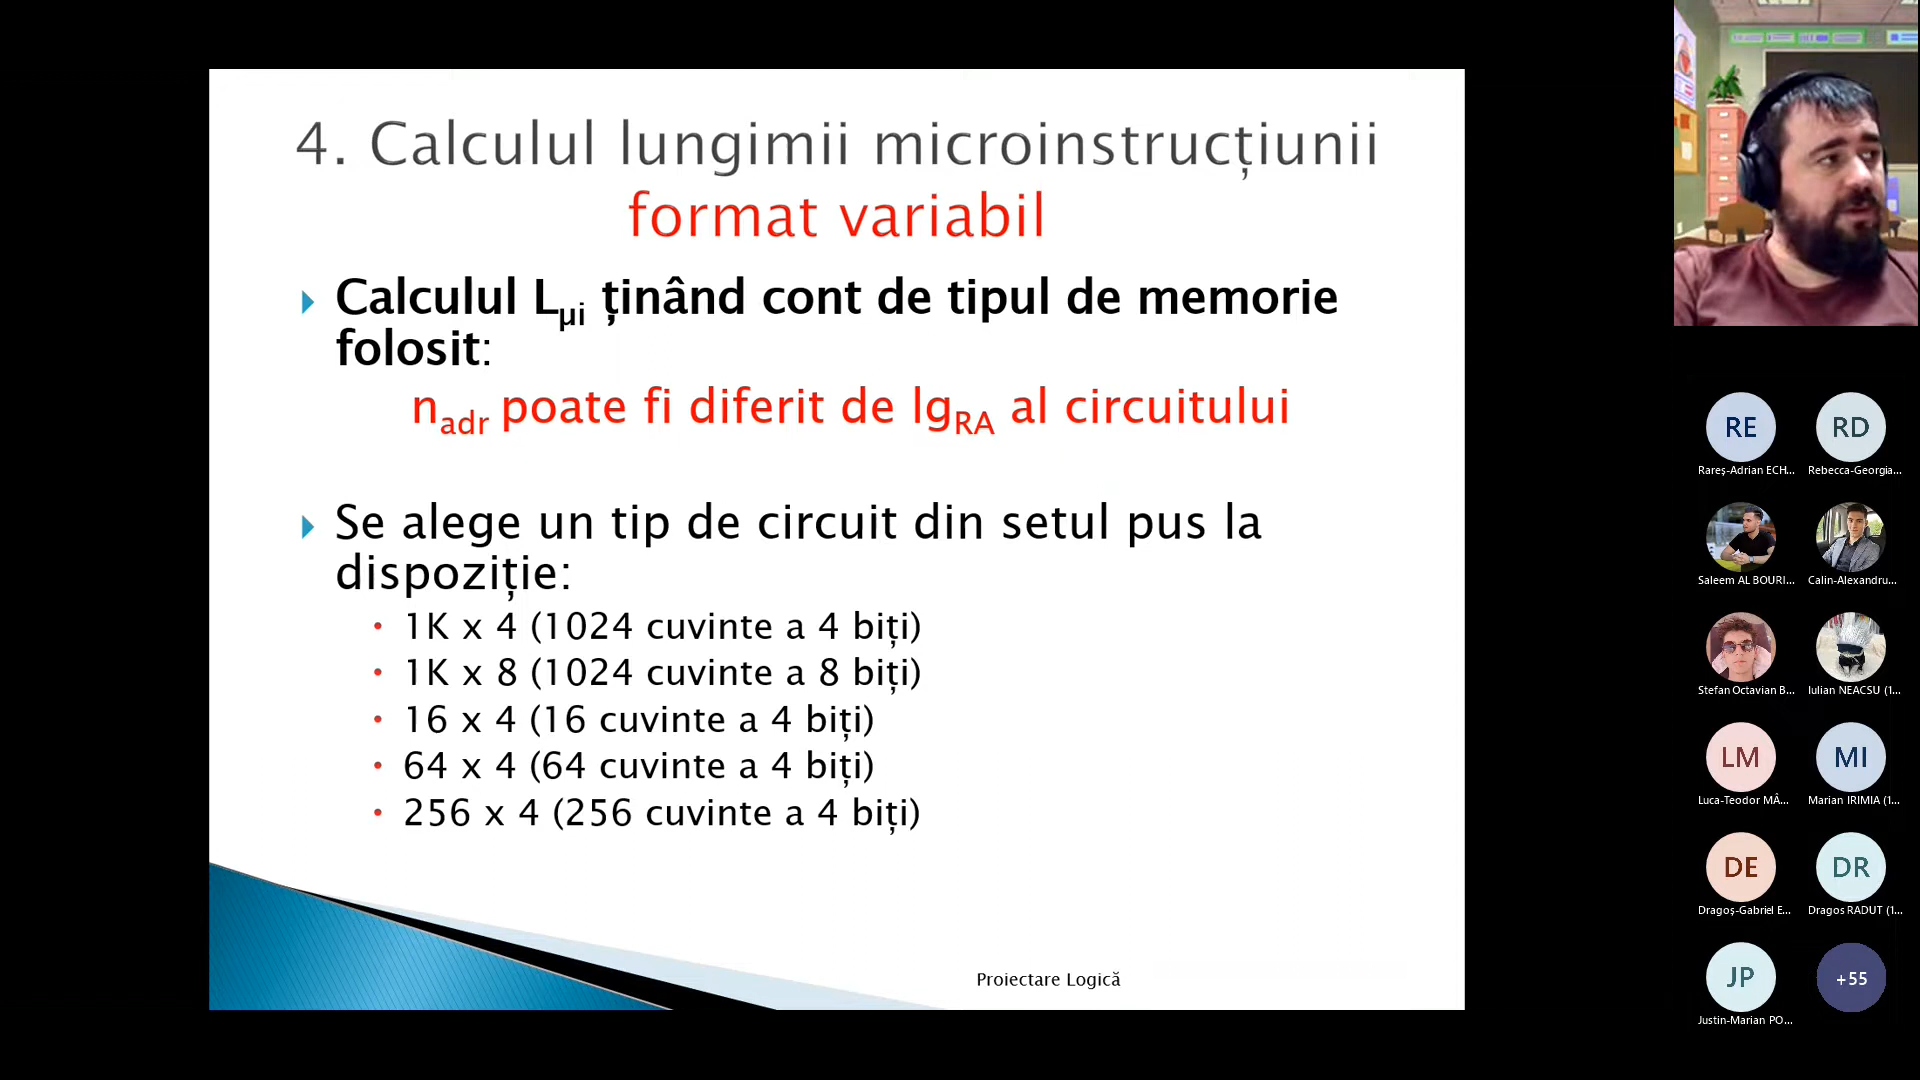 4. Calculul lungimii microinstrucțiunii
format variabil
Calculul Lμi ținând cont de tipul de memorie
folosit:
nadr poate fi diferit de lgRA al circuitului
Se alege un tip de circuit din setul pus la
dispoziție:
• 1K x 4 (1024 cuvinte a 4 biți)
• 1K x 8 (1024 cuvinte a 8 biți)
• 16 x 4 (16 cuvinte a 4 biți)
• 64 x 4 (64 cuvinte a 4 biți)
• 256 x 4 (256 cuvinte a 4 biți)
Proiectare Logică
RE
RD
Rareș-Adrian ECH...
Rebecca-Georgia...
Saleem AL BOURI...
Calin-Alexandru...
Stefan Octavian B...
Iulian NEACSU (1...
LM
MI
Luca-Teodor MÂ...
Marian IRIMIA (1...
DE
DR
Dragoș-Gabriel E...
Dragos RADUT (1...
JP
+55
Justin-Marian PO...